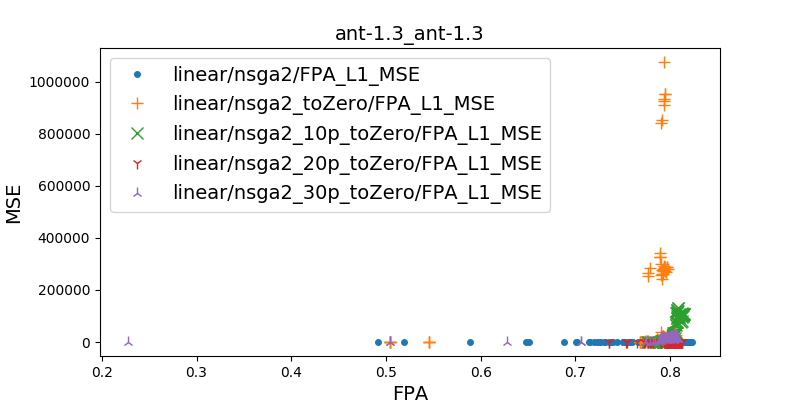 ant-1.3_ant-1.3
linear/nsga2/FPA_L1_MSE
linear/nsga2_toZero/FPA_L1_MSE
linear/nsga2_10p_toZero/FPA_L1_MSE
linear/nsga2_20p_toZero/FPA_L1_MSE
linear/nsga2_30p_toZero/FPA_L1_MSE
MSE
1000000
800000
600000
400000
200000
0
0.2 0.3 0.4 0.5 0.6 0.7 0.8
FPA